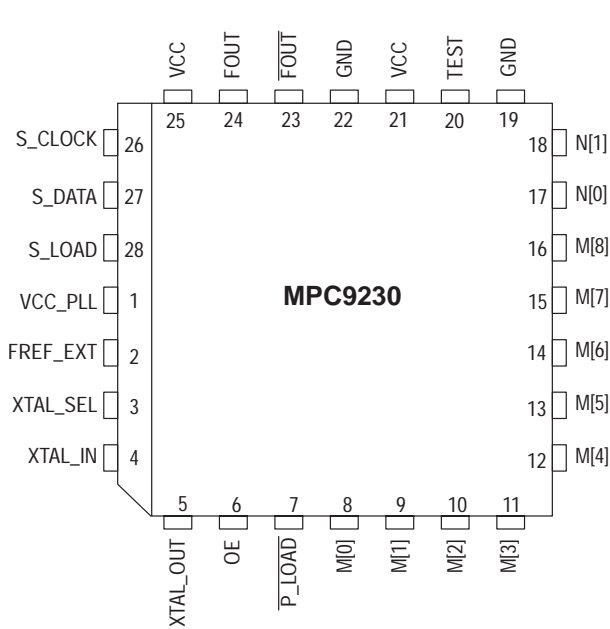 VCC
FOUT
FOUT
GND
VCC
TEST
GND
25
24
23
22
21
20
19
S_CLOCK
26
18
N[1]
S_DATA
27
17
N[0]
S_LOAD
28
16
M[8]
VCC_PLL
1
MPC9230
15
M[7]
FREF_EXT
2
14
M[6]
XTAL_SEL
3
13
M[5]
XTAL_IN
4
12
M[4]
5
6
7
8
9
10
11
XTAL_OUT
OE
P_LOAD
M[0]
M[1]
M[2]
M[3]